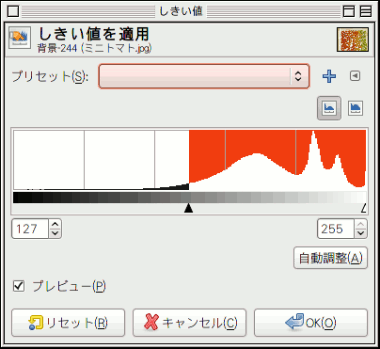 しきい値
しきい値を適用
背景-244 (ミニトマト.jpg)
プリセット(S):
127
255
自動調整(A)
プレビュー(P)
リセット(R)
キャンセル(C)
OK(O)